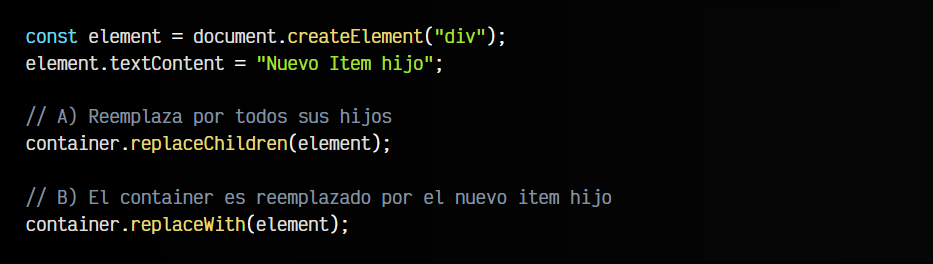 const element = document.createElement("div");
element.textContent = "Nuevo Item hijo";
// A) Reemplaza por todos sus hijos
container.replaceChildren(element);
// B) El container es reemplazado por el nuevo item hijo
container.replaceWith(element);